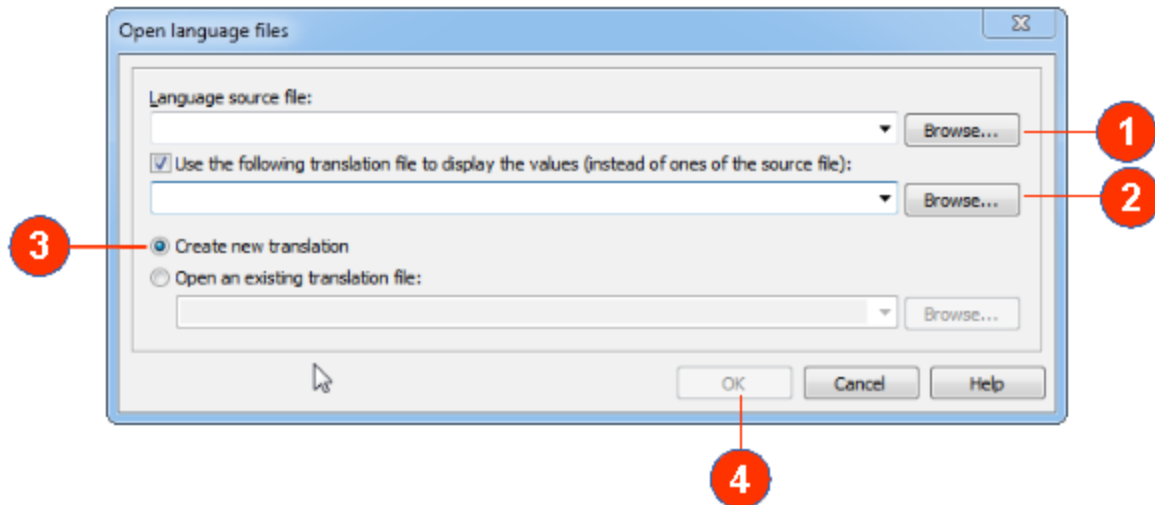 Open language files
Language source file:
Browse... 1
Use the following translation file to display the values (instead of ones of the source file):
Browse... 2
3 Create new translation
Open an existing translation file:
Browse...
OK Cancel Help
4